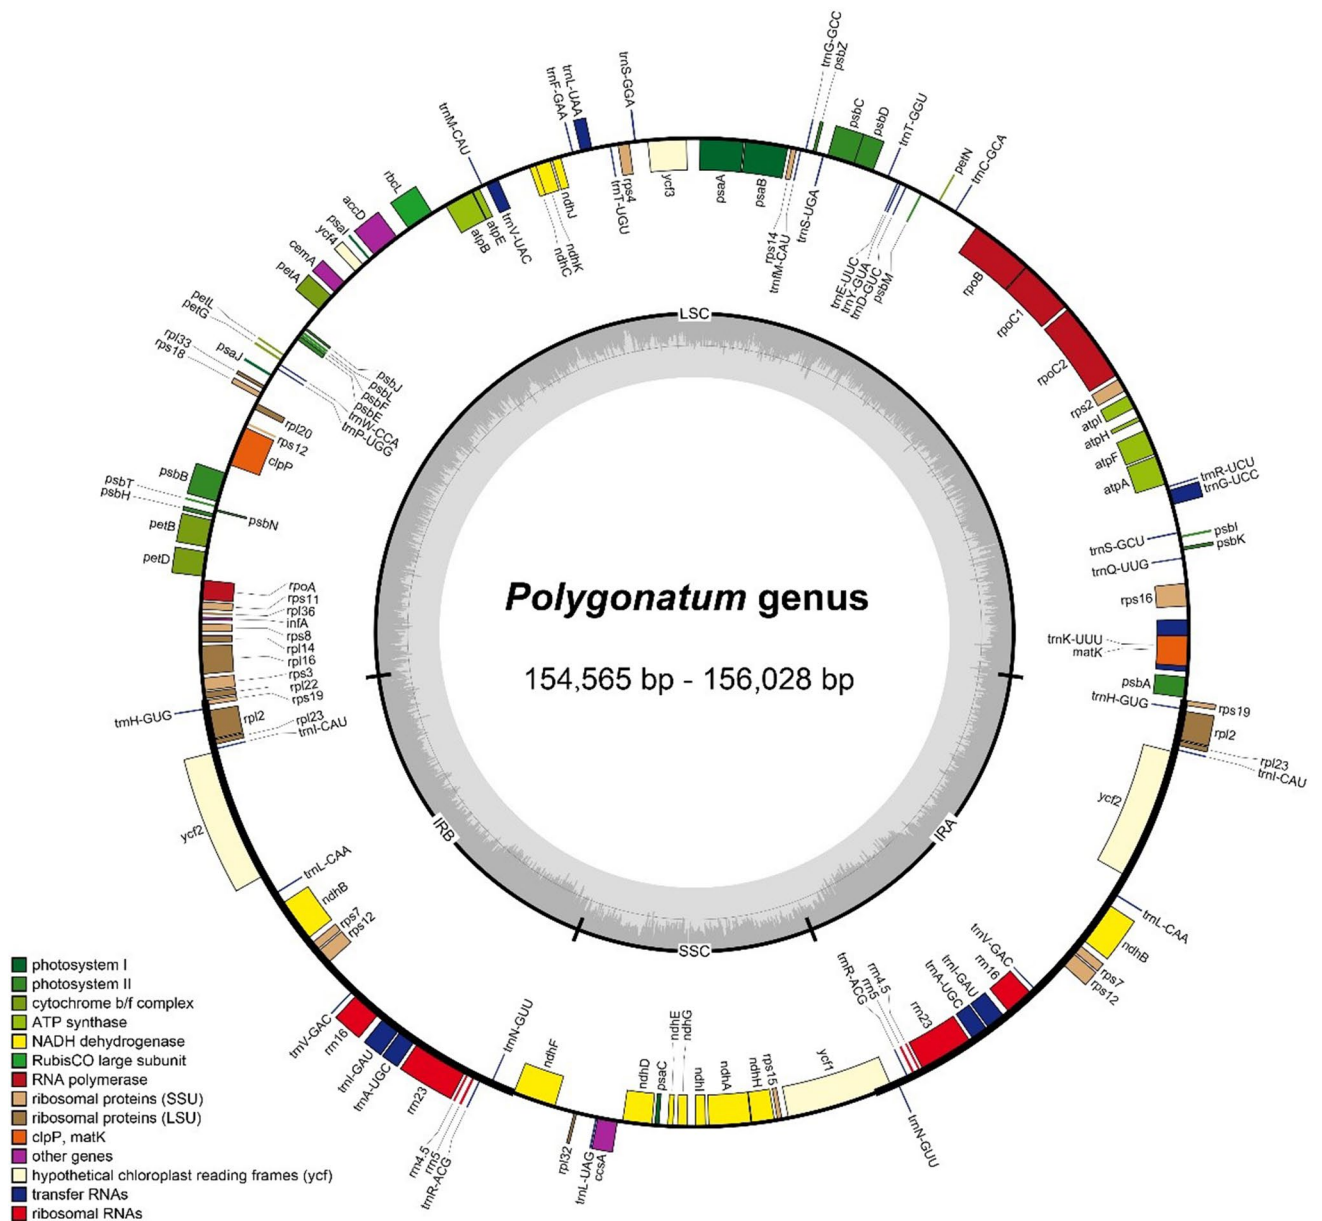 trnG-GCC
psbZ
trnS-GGA
trnL-UAA
trnF-GAA
trnM-CAU
rbcL
accD
psaI
ycf4
cemA
petA
petL
petG
psaJ
rpl33
rps18
psbC
psbD
trnT-GGU
petN
trnC-GCA
atpB
atpE
trnV-UAC
ndhC
ndhK
ndhJ
trnT-UGU
rps4
ycf3
psaA
psaB
rps14
trnfM-CAU
trnS-UGA
trnE-UUC
trnY-GUA
trnD-GUC
psbM
rpoB
rpoC1
rpoC2
rps2
atpI
atpH
atpF
atpA
trnR-UCU
trnG-UCC
psbJ
psbL
psbF
psbE
trnW-CCA
trnP-UGG
rpl20
rps12
clpP
psbB
psbT
psbH
psbN
petB
petD
trnS-GCU
psbI
psbK
trnQ-UUG
rps16
trnK-UUU
matK
psbA
trnH-GUG
rps19
rpl2
rpl23
trnI-CAU
rpoA
rps11
rpl36
infA
rps8
rpl14
rpl16
rps3
rpl22
rps19
rpl2
rpl23
trnI-CAU
trnH-GUG
LSC
Polygonatum genus
154,565 bp - 156,028 bp
IRB
IRA
SSC
ycf2
ycf2
trnL-CAA
ndhB
rps7
rps12
trnL-CAA
ndhB
rps7
rps12
trnV-GAC
rrn16
trnI-GAU
trnA-UGC
rrn23
rrn4.5
rrn5
trnR-ACG
trnN-GUU
trnV-GAC
rrn16
trnI-GAU
trnA-UGC
rrn23
rrn4.5
rrn5
trnR-ACG
trnN-GUU
ndhF
rpl32
trnL-UAG
ccsA
ndhD
psaC
ndhE
ndhG
ndhI
ndhA
ndhH
rps15
ycf1
photosystem I
photosystem II
cytochrome b/f complex
ATP synthase
NADH dehydrogenase
RubisCO large subunit
RNA polymerase
ribosomal proteins (SSU)
ribosomal proteins (LSU)
clpP, matK
other genes
hypothetical chloroplast reading frames (ycf)
transfer RNAs
ribosomal RNAs